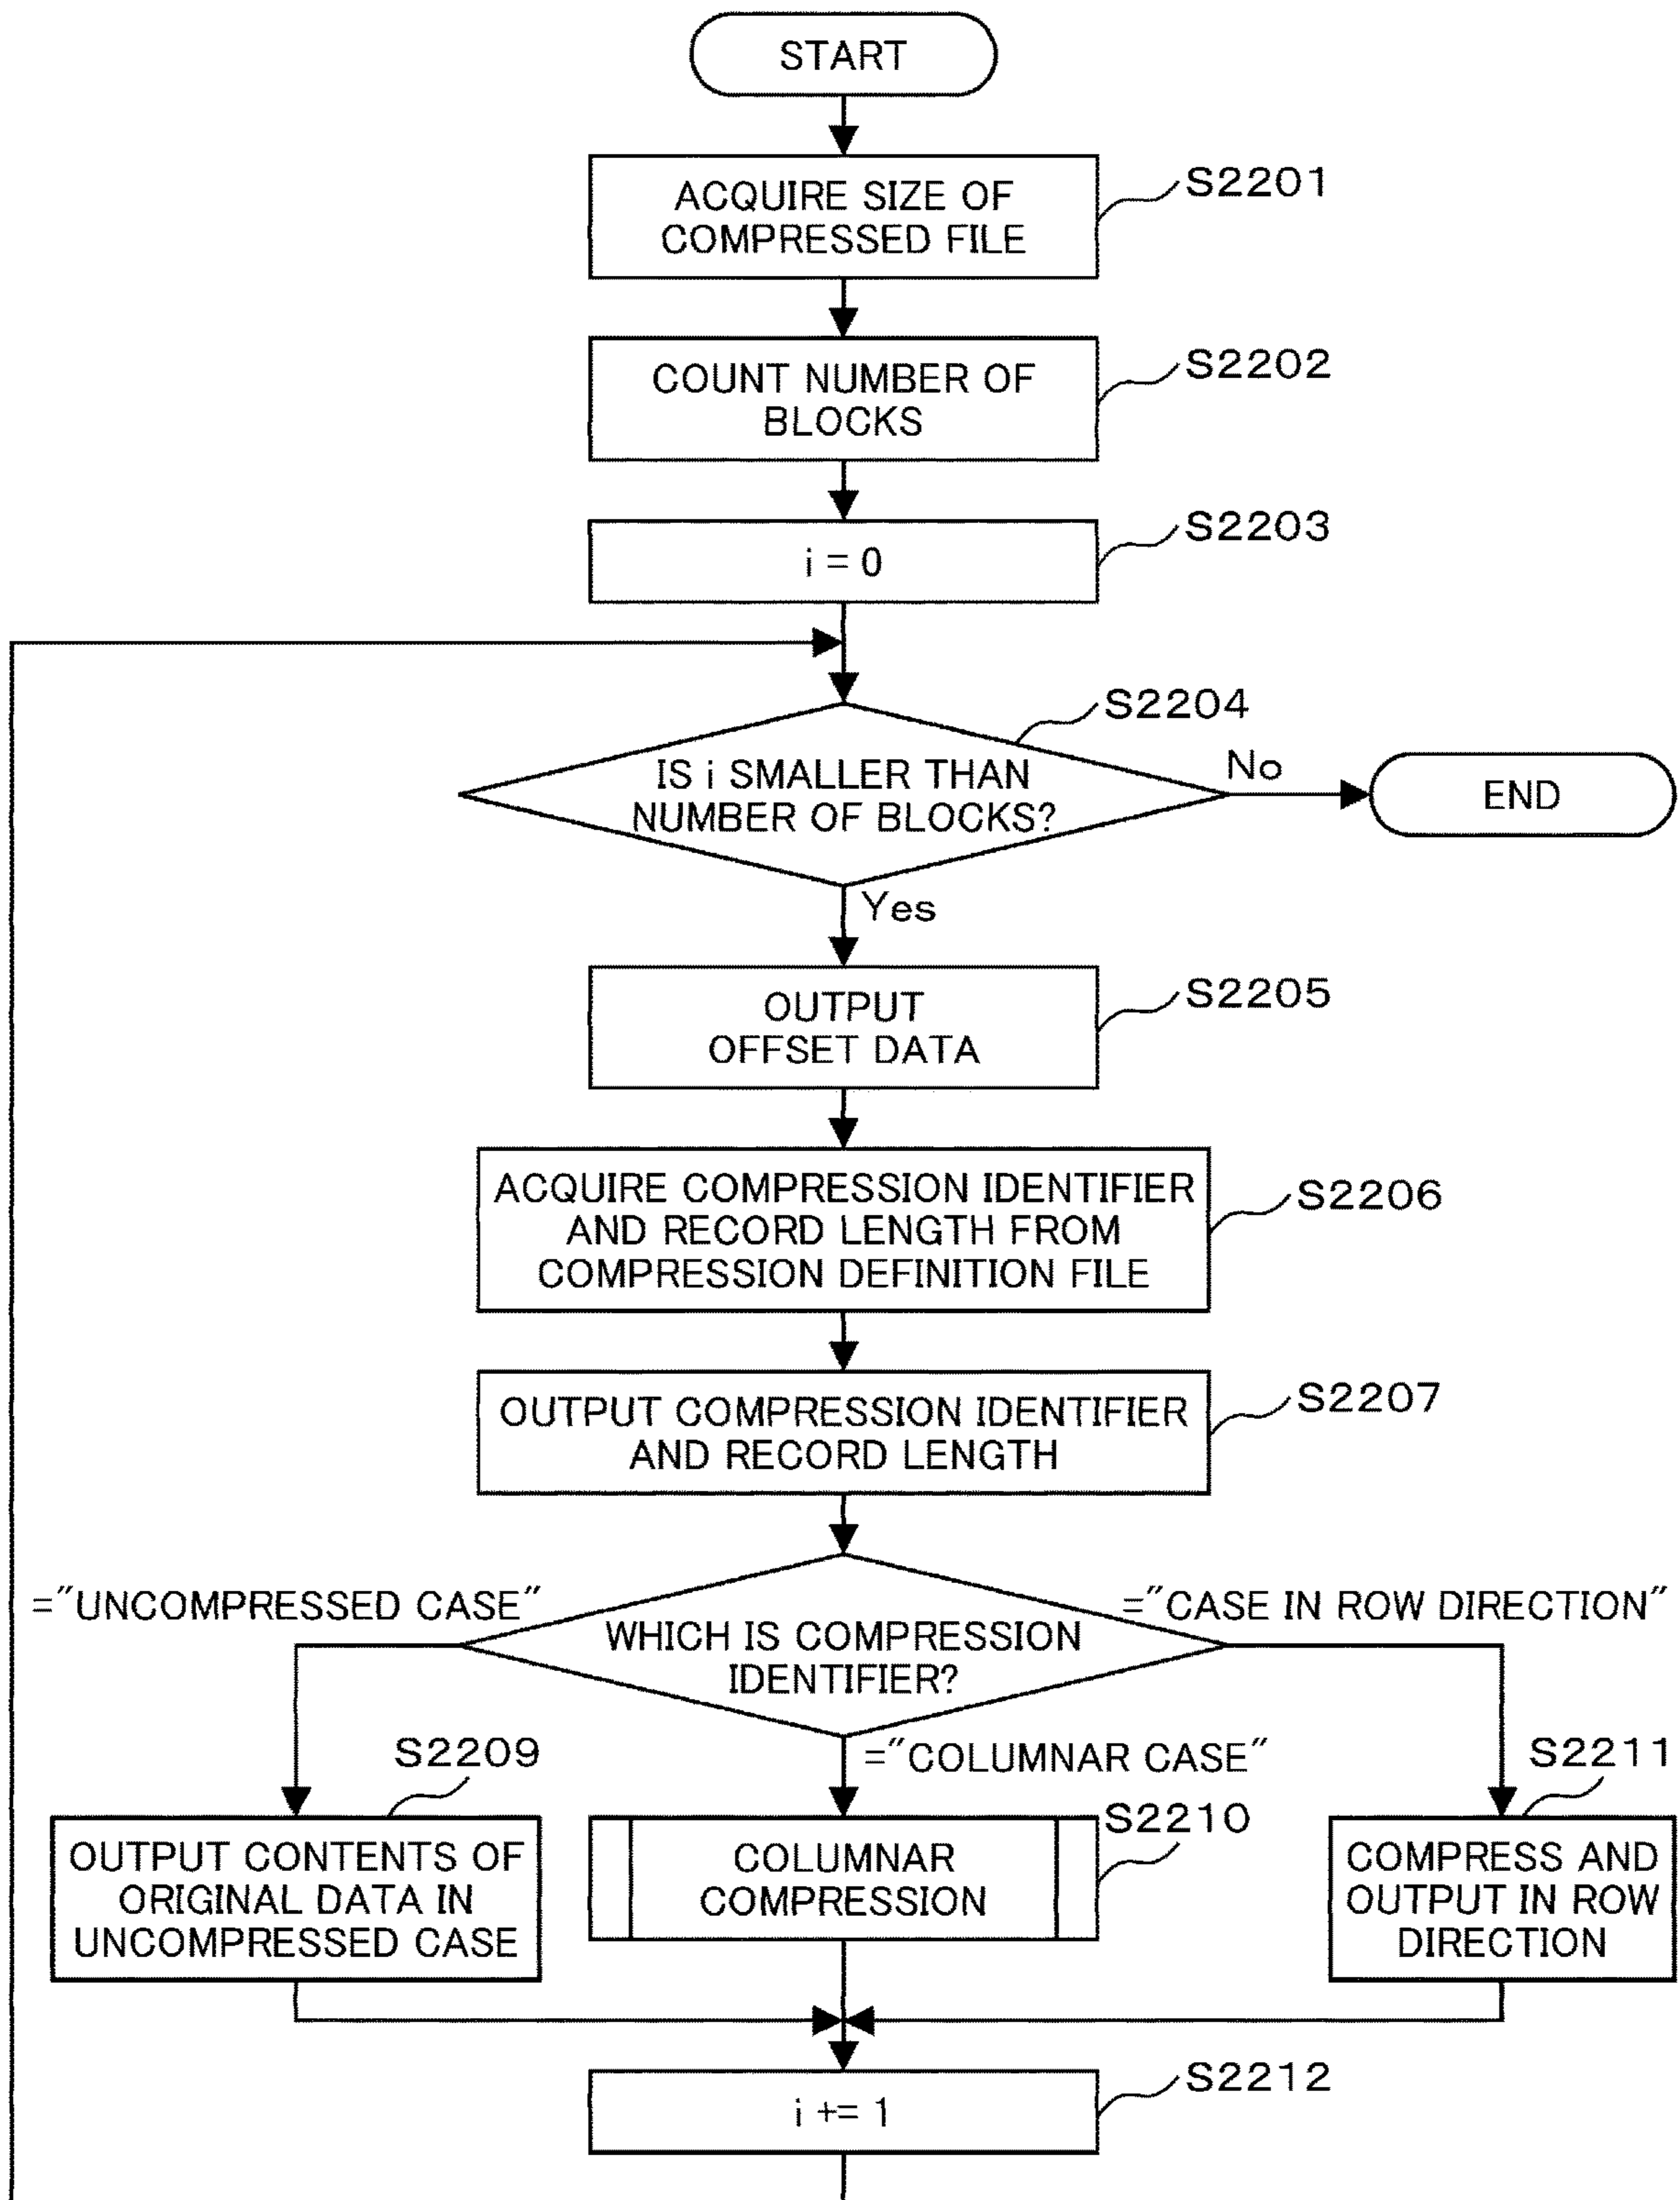 START
ACQUIRE SIZE OF
COMPRESSED FILE
S2201
COUNT NUMBER OF
BLOCKS
S2202
i = 0
S2203
S2204
IS i SMALLER THAN
NUMBER OF BLOCKS?
No
END
Yes
OUTPUT
OFFSET DATA
S2205
ACQUIRE COMPRESSION IDENTIFIER
AND RECORD LENGTH FROM
COMPRESSION DEFINITION FILE
S2206
OUTPUT COMPRESSION IDENTIFIER
AND RECORD LENGTH
S2207
="UNCOMPRESSED CASE"
WHICH IS COMPRESSION
IDENTIFIER?
="CASE IN ROW DIRECTION"
="COLUMNAR CASE"
S2209
OUTPUT CONTENTS OF
ORIGINAL DATA IN
UNCOMPRESSED CASE
S2210
COLUMNAR
COMPRESSION
S2211
COMPRESS AND
OUTPUT IN ROW
DIRECTION
i += 1
S2212